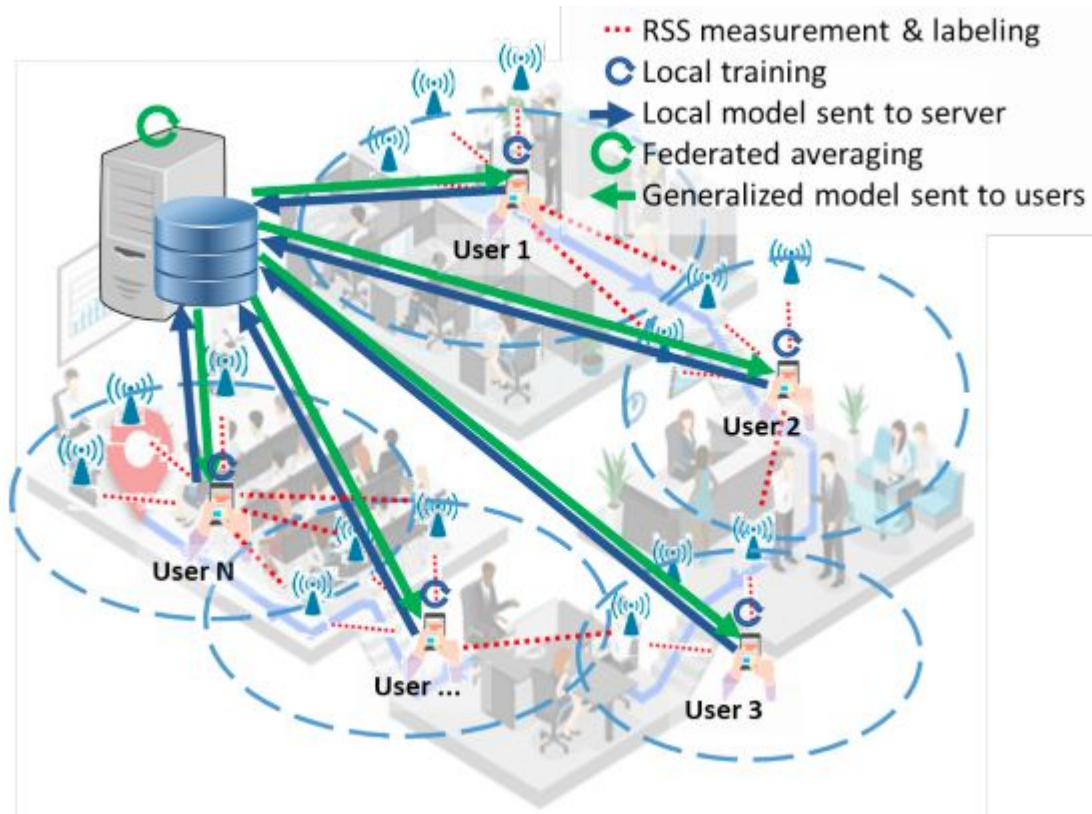 RSS measurement & labeling
Local training
Local model sent to server
Federated averaging
Generalized model sent to users
User 1
User 2
User N
User ...
User 3